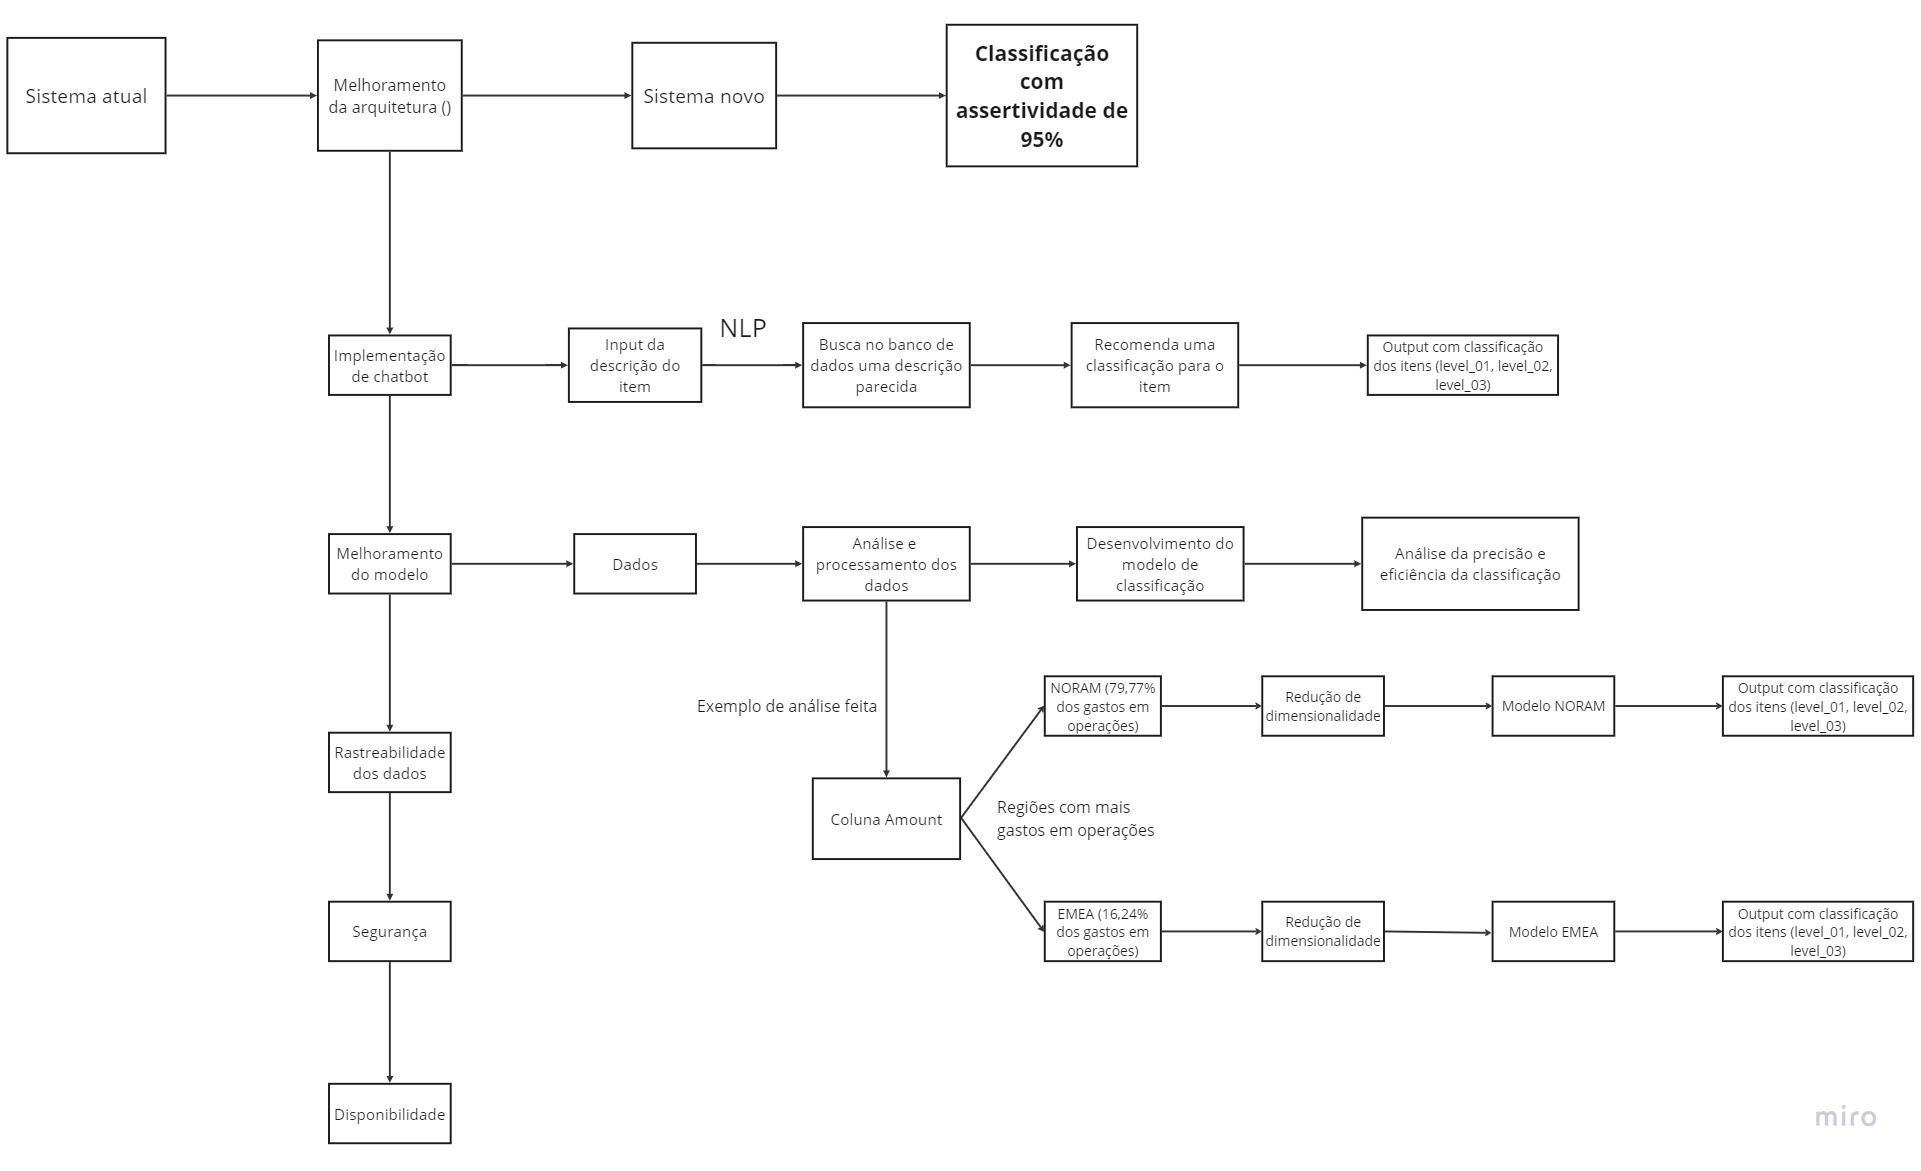 Sistema atual
Melhoramento
da arquitetura ()
Sistema novo
Classificação
com
assertividade de
95%
Implementação
de chatbot
Input da
descrição do
item
NLP
Busca no banco de
dados uma descrição
parecida
Recomenda uma
classificação para o
item
Output com classificação
dos itens (level_01, level_02,
level_03)
Melhoramento
do modelo
Dados
Análise e
processamento dos
dados
Desenvolvimento do
modelo de
classificação
Análise da precisão e
eficiência da classificação
Exemplo de análise feita
NORAM (79,77%
dos gastos em
operações)
Redução de
dimensionalidade
Modelo NORAM
Output com classificação
dos itens (level_01, level_02,
level_03)
Rastreabilidade
dos dados
Coluna Amount
Regiões com mais
gastos em operações
Segurança
EMEA (16,24%
dos gastos em
operações)
Redução de
dimensionalidade
Modelo EMEA
Output com classificação
dos itens (level_01, level_02,
level_03)
Disponibilidade
miro